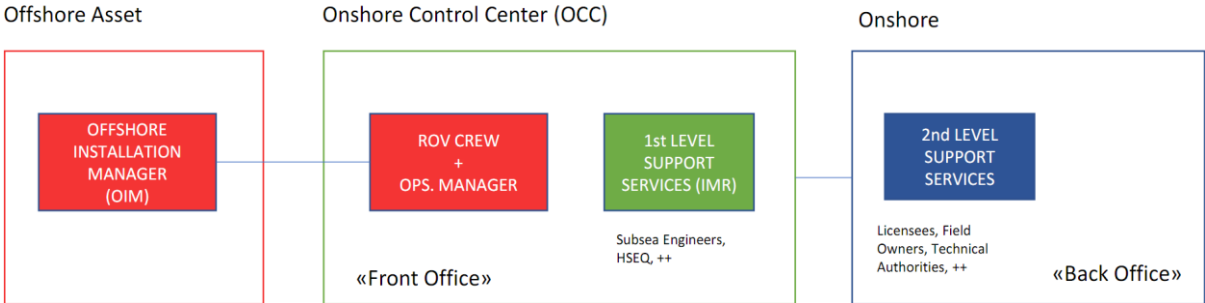 Offshore Asset
Onshore Control Center (OCC)
Onshore
OFFSHORE
INSTALLATION
MANAGER
(OIM)
ROV CREW
+
OPS. MANAGER
1st LEVEL
SUPPORT
SERVICES (IMR)
2nd LEVEL
SUPPORT
SERVICES
Subsea Engineers,
HSEQ, ++
Licensees, Field
Owners, Technical
Authorities, ++
«Front Office»
«Back Office»